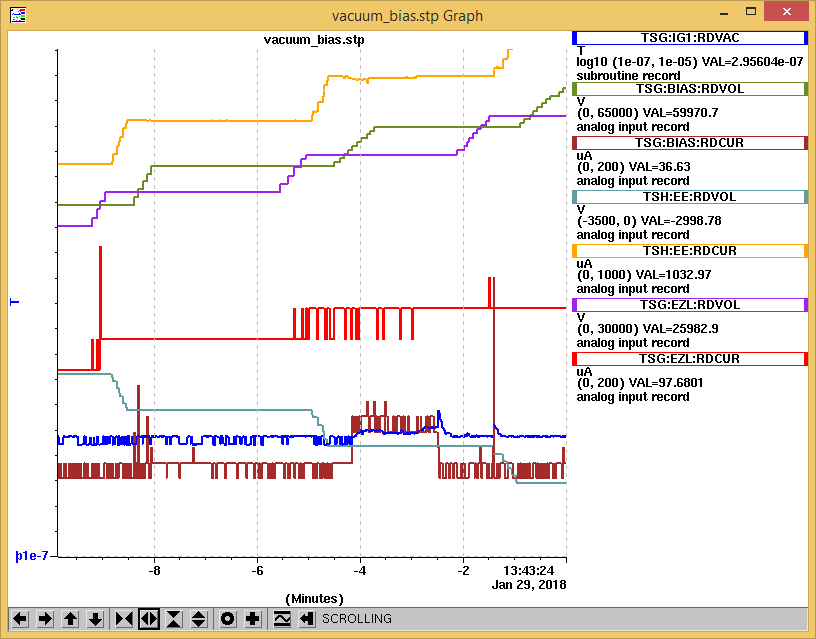 vacuum_bias.stp Graph
vacuum_bias.stp
TSG:IG1:RDVAC
T
log10 (1e-07, 1e-05) VAL=2.95604e-07
subroutine record
TSG:BIAS:RDVOL
V
(0, 65000) VAL=59970.7
analog input record
TSG:BIAS:RDCUR
uA
(0, 200) VAL=36.63
analog input record
TSH:EE:RDVOL
V
(-3500, 0) VAL=-2998.78
analog input record
TSH:EE:RDCUR
uA
(0, 1000) VAL=1032.97
analog input record
TSG:EZL:RDVOL
V
(0, 30000) VAL=25982.9
analog input record
TSG:EZL:RDCUR
uA
(0, 200) VAL=97.6801
analog input record
T
1e-7
-8 -6 -4 -2 13:43:24
Jan 29, 2018
(Minutes)
SCROLLING